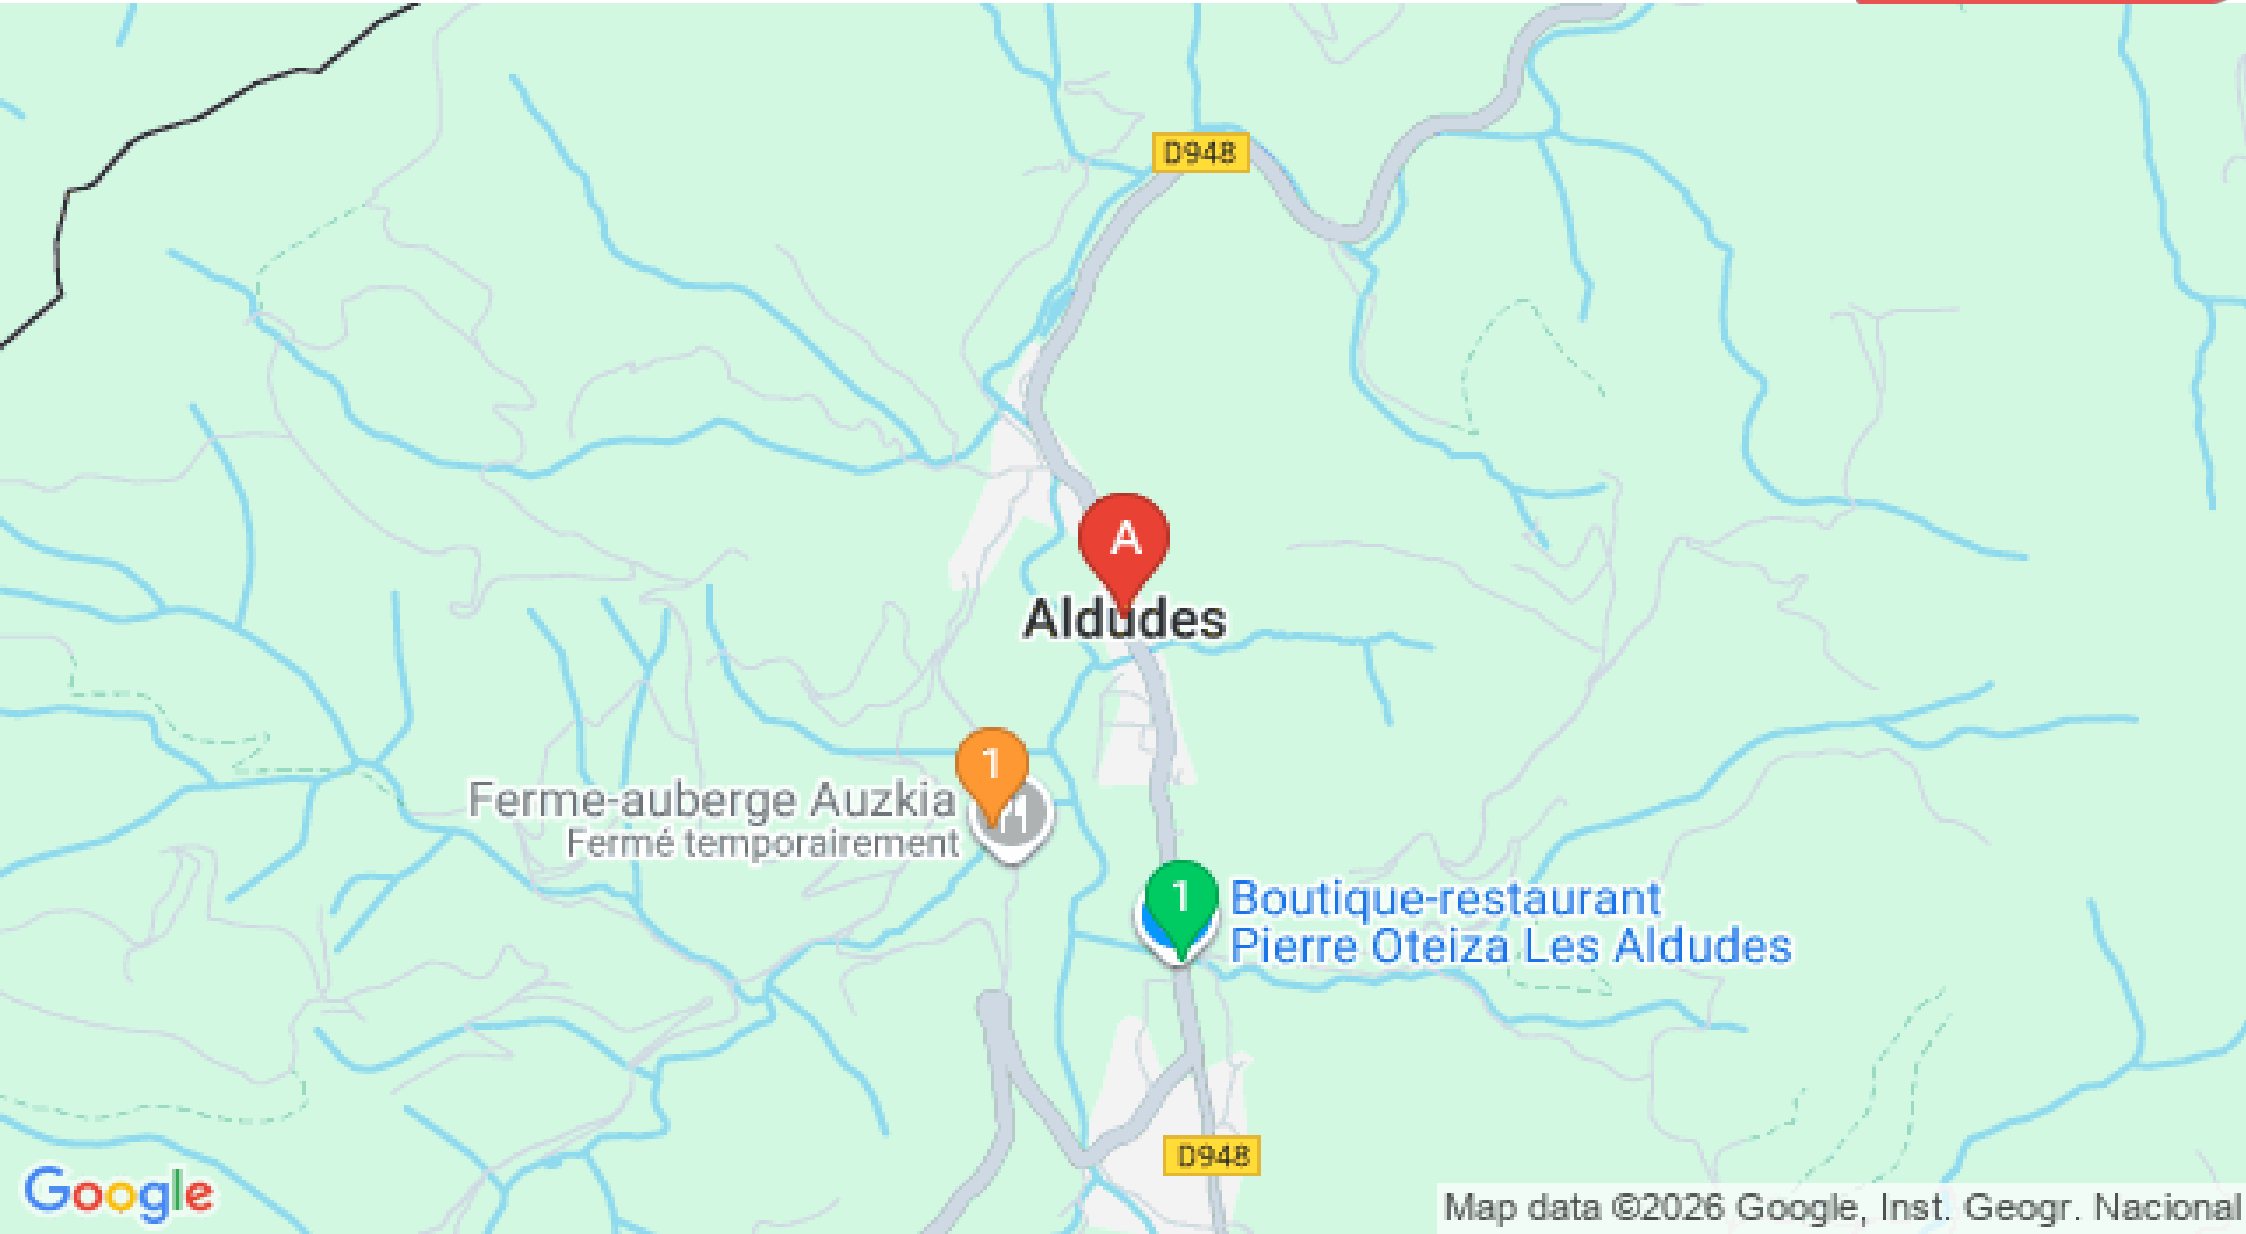 D948
A
Aldudes
1
Ferme-auberge Auzkia
Fermé temporairement
1
Boutique-restaurant
Pierre Oteiza Les Aldudes
D948
Google
Map data ©2026 Google, Inst. Geogr. Nacional